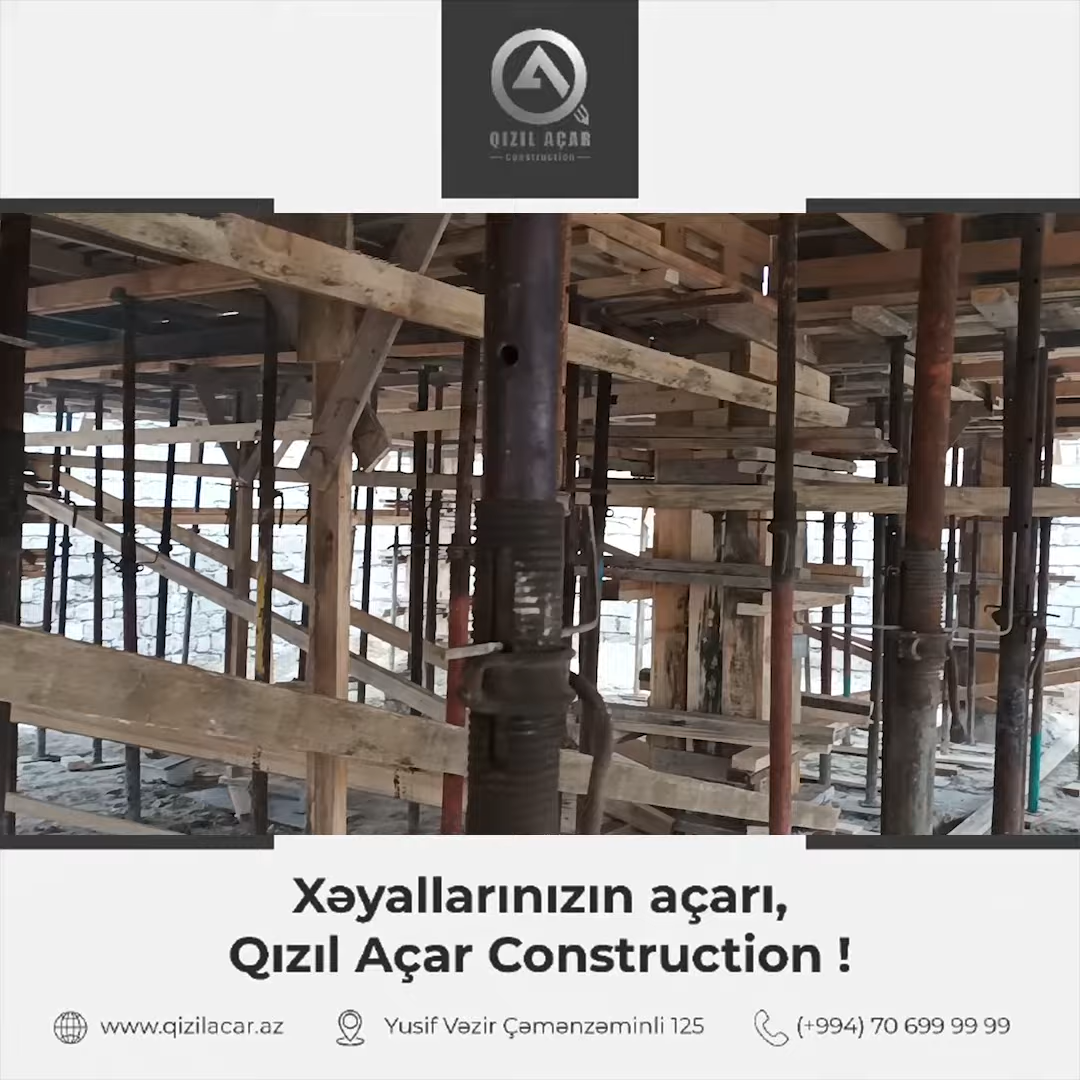 QIZIL AÇAR
Construction
Xəyallarınızın açarı,
Qızıl Açar Construction !
www.qizilacar.az
Yusif Vəzir Çəmənzəminli 125
(+994) 70 699 99 99